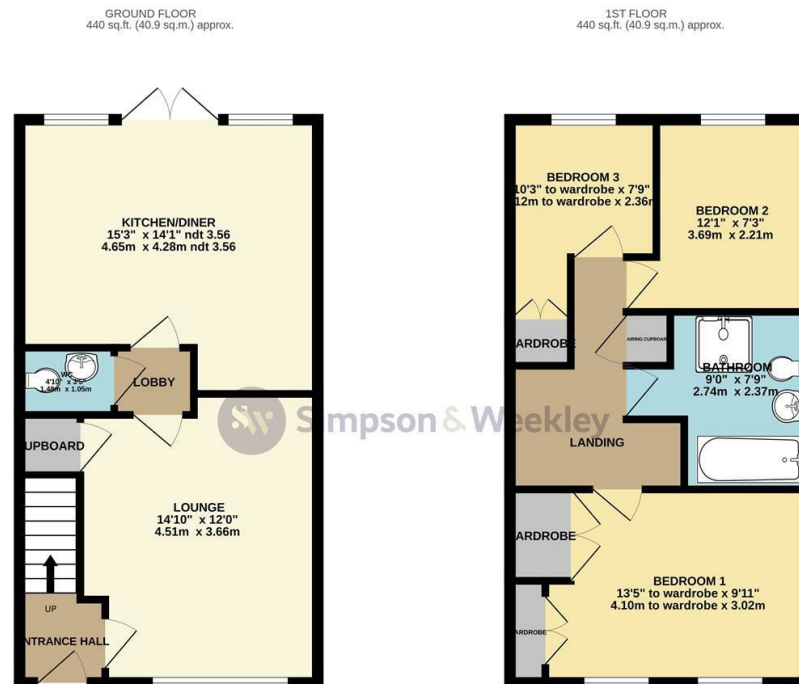 GROUND FLOOR
440 sq.ft. (40.9 sq.m.) approx.
KITCHEN/DINER
15'3" x 14'1" ndt 3.56
4.65m x 4.28m ndt 3.56
WC
4'10" x 3'5"
1.48m x 1.05m
LOBBY
UPBOARD
LOUNGE
14'10" x 12'0"
4.51m x 3.66m
UP
NTRANCE HALL
1ST FLOOR
440 sq.ft. (40.9 sq.m.) approx.
BEDROOM 3
10'3" to wardrobe x 7'9"
12m to wardrobe x 2.36m
BEDROOM 2
12'1" x 7'3"
3.69m x 2.21m
ARDROBE
AIRING CUPBOARD
BATHROOM
9'0" x 7'9"
2.74m x 2.37m
LANDING
ARDROBE
BEDROOM 1
13'5" to wardrobe x 9'11"
4.10m to wardrobe x 3.02m
ARDROBE
Simpson & Weekley